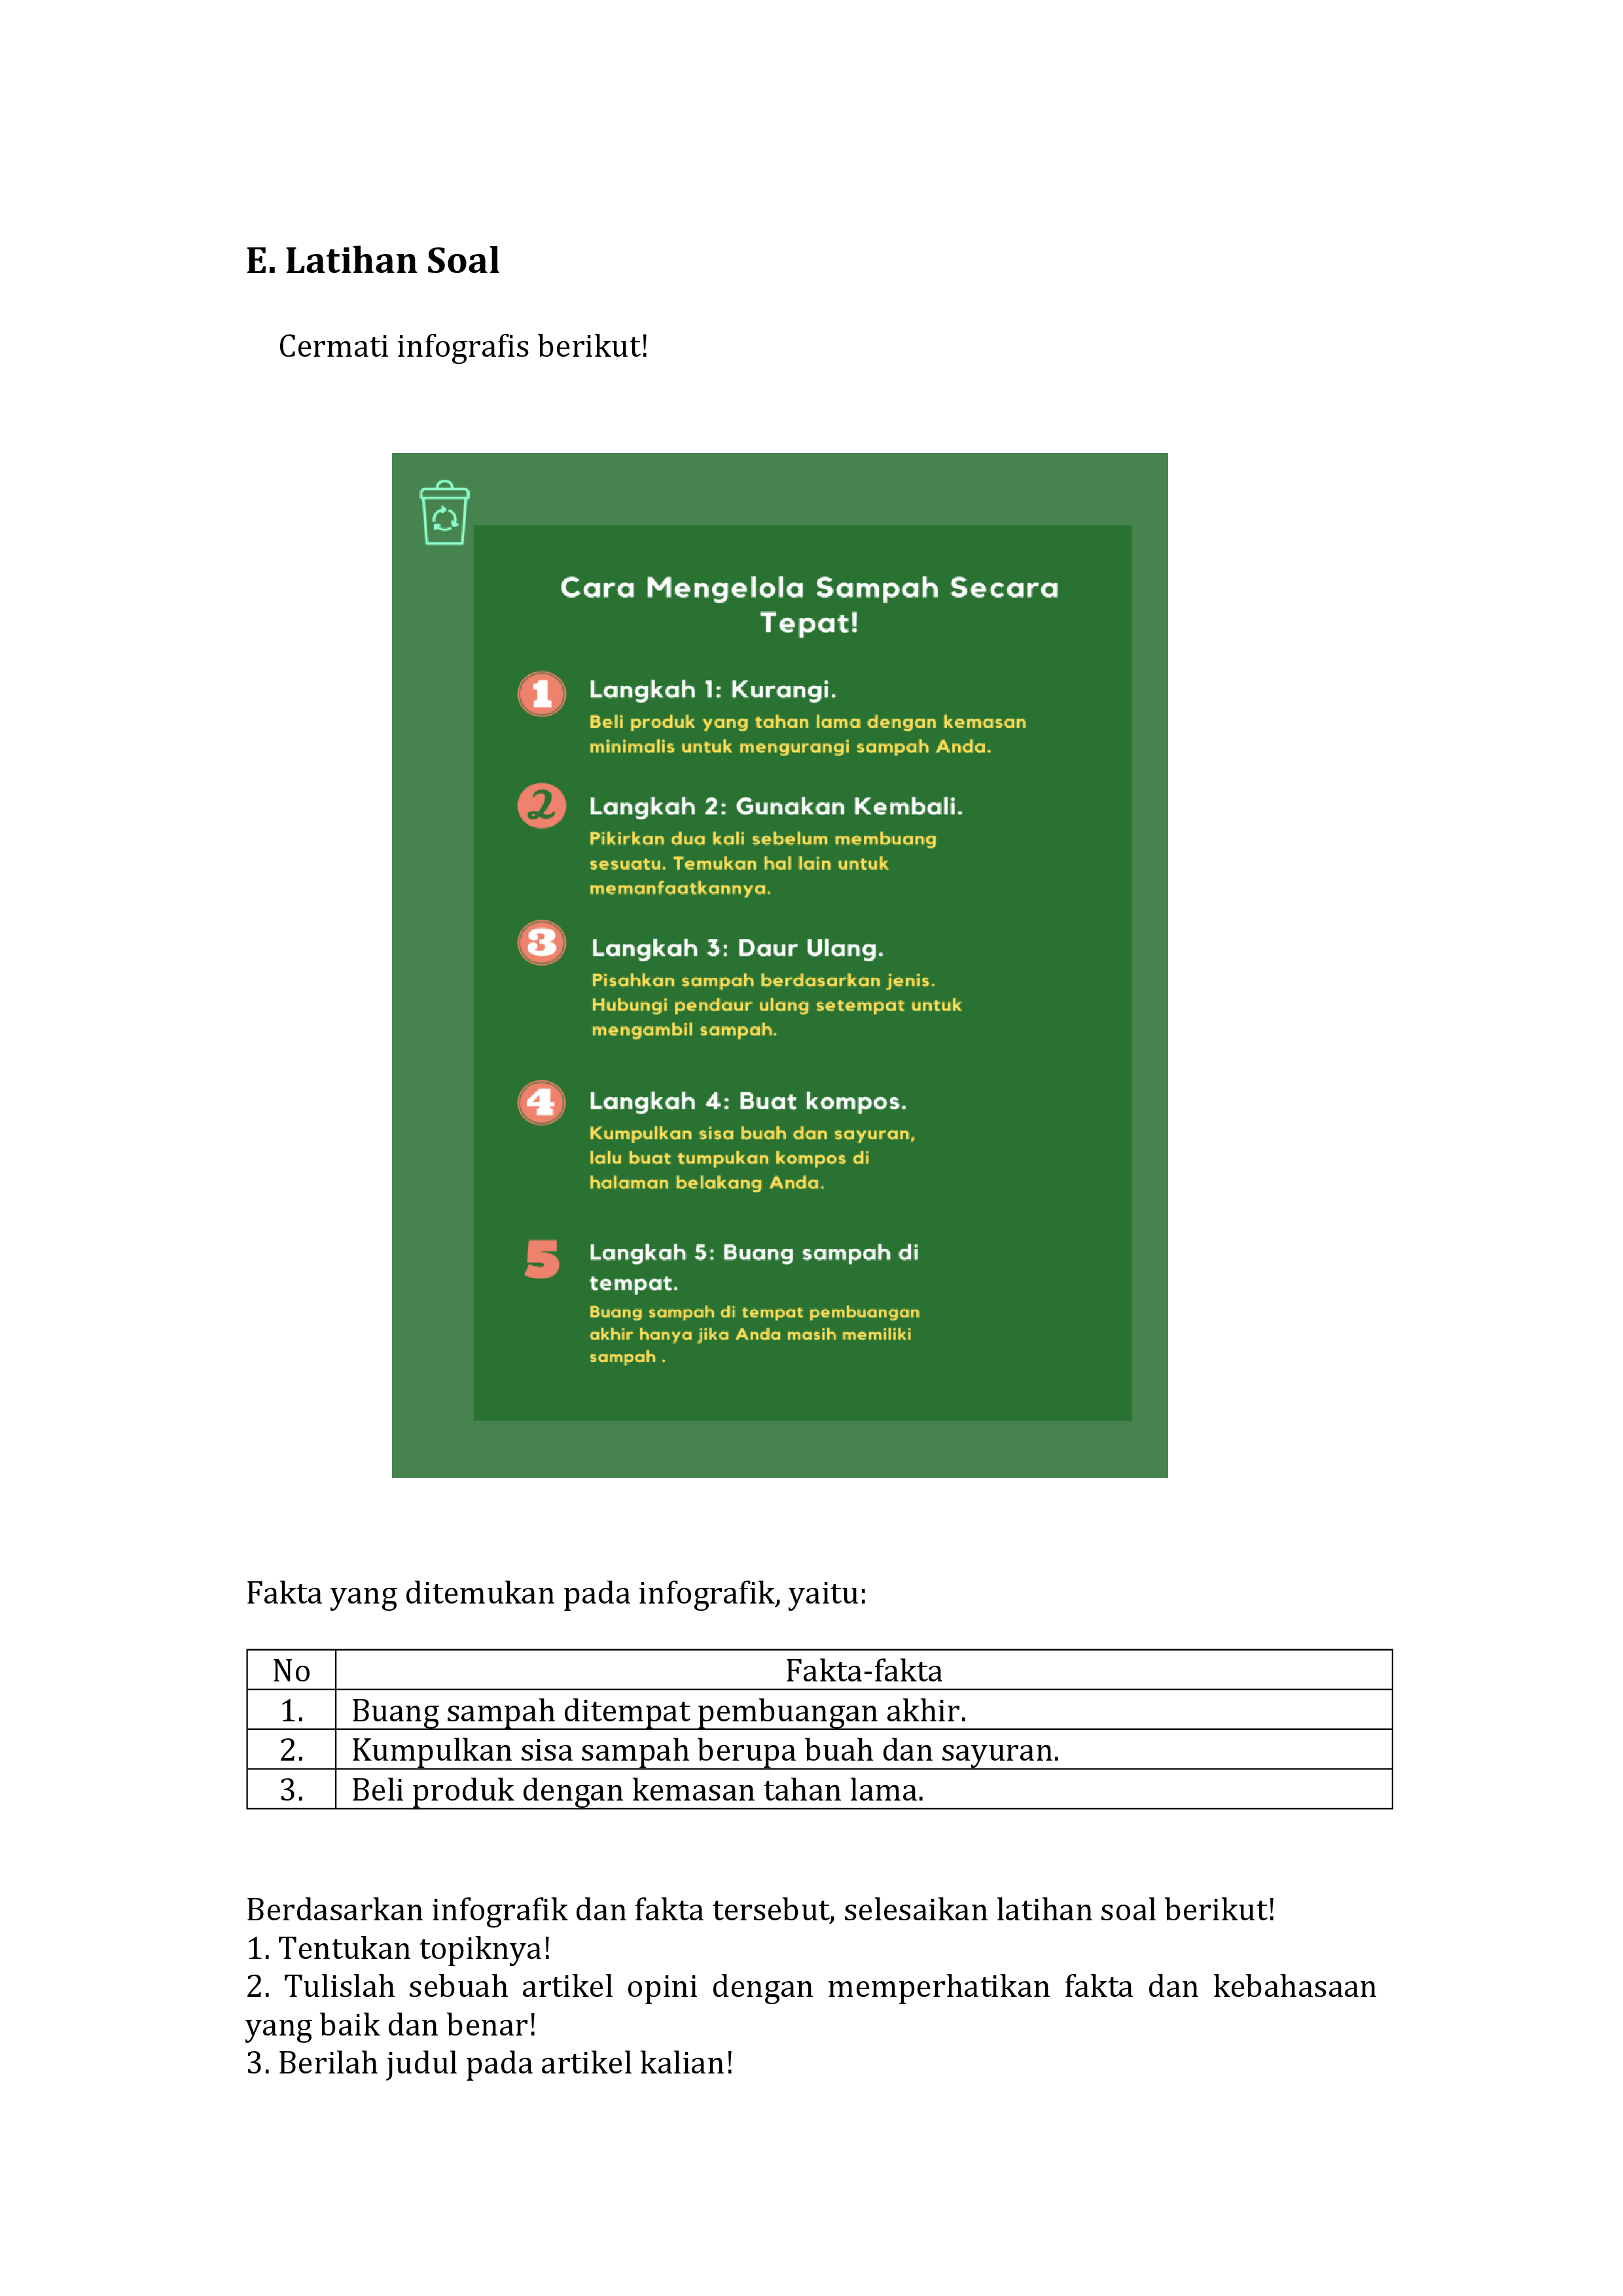 E. Latihan Soal
Cermati infografis berikut!
Cara Mengelola Sampah Secara
Tepat!
1
Langkah 1: Kurangi.
Beli produk yang tahan lama dengan kemasan
minimalis untuk mengurangi sampah Anda.
2
Langkah 2: Gunakan Kembali.
Pikirkan dua kali sebelum membuang
sesuatu. Temukan hal lain untuk
memanfaatkannya.
3
Langkah 3: Daur Ulang.
Pisahkan sampah berdasarkan jenis.
Hubungi pendaur ulang setempat untuk
mengambil sampah.
4
Langkah 4: Buat kompos.
Kumpulkan sisa buah dan sayuran,
lalu buat tumpukan kompos di
halaman belakang Anda.
5
Langkah 5: Buang sampah di
tempat.
Buang sampah di tempat pembuangan
akhir hanya jika Anda masih memiliki
sampah .
Fakta yang ditemukan pada infografik, yaitu:
No Fakta-fakta
1. Buang sampah ditempat pembuangan akhir.
2. Kumpulkan sisa sampah berupa buah dan sayuran.
3. Beli produk dengan kemasan tahan lama.
Berdasarkan infografik dan fakta tersebut, selesaikan latihan soal berikut!
1. Tentukan topiknya!
2. Tulislah sebuah artikel opini dengan memperhatikan fakta dan kebahasaan
yang baik dan benar!
3. Berilah judul pada artikel kalian!